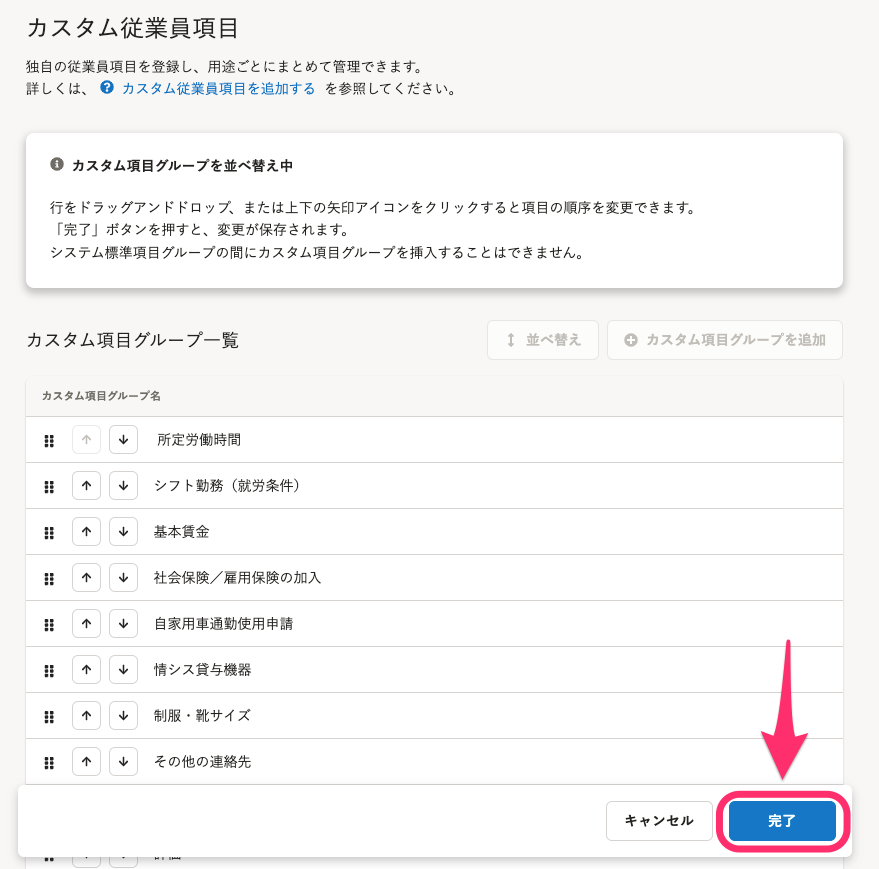 カスタム従業員項目
独自の従業員項目を登録し、用途ごとにまとめて管理できます。
詳しくは、 カスタム従業員項目を追加する を参照してください。
カスタム項目グループを並べ替え中
行をドラッグアンドドロップ、または上下の矢印アイコンをクリックすると項目の順序を変更できます。
「完了」ボタンを押すと、変更が保存されます。
システム標準項目グループの間にカスタム項目グループを挿入することはできません。
カスタム項目グループ一覧 並べ替え カスタム項目グループを追加
カスタム項目グループ名
所定労働時間
シフト勤務（就労条件）
基本賃金
社会保険／雇用保険の加入
自家用車通勤使用申請
情シス貸与機器
制服・靴サイズ
その他の連絡先
キャンセル 完了